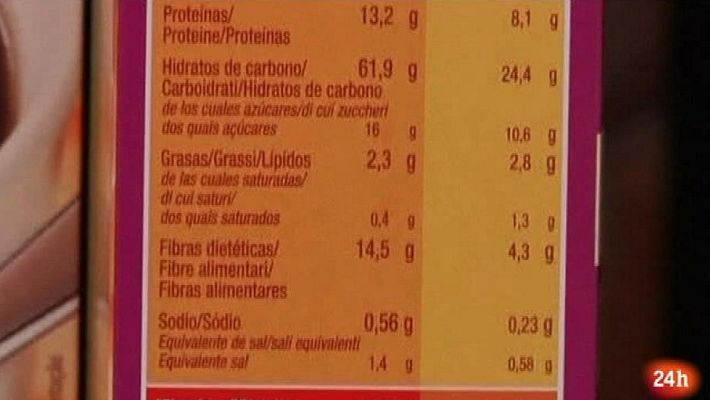 Proteínas/ 13,2 g 8,1 g
Proteine/Proteínas
Hidratos de carbono/ 61,9 g 24,4 g
Carboidrati/Hidratos de carbono
de los cuales azúcares/di cui zuccheri
dos quais açúcares 16 g 10,6 g
Grasas/Grassi/Lípidos 2,3 g 2,8 g
de las cuales saturadas/
di cui saturi/
dos quais saturados 0,4 g 1,3 g
Fibras dietéticas/ 14,5 g 4,3 g
Fibre alimentari/
Fibras alimentares
Sodio/Sódio 0,56 g 0,23 g
Equivalente de sal/sali equivalenti
Equivalente sal 1,4 g 0,58 g
24h